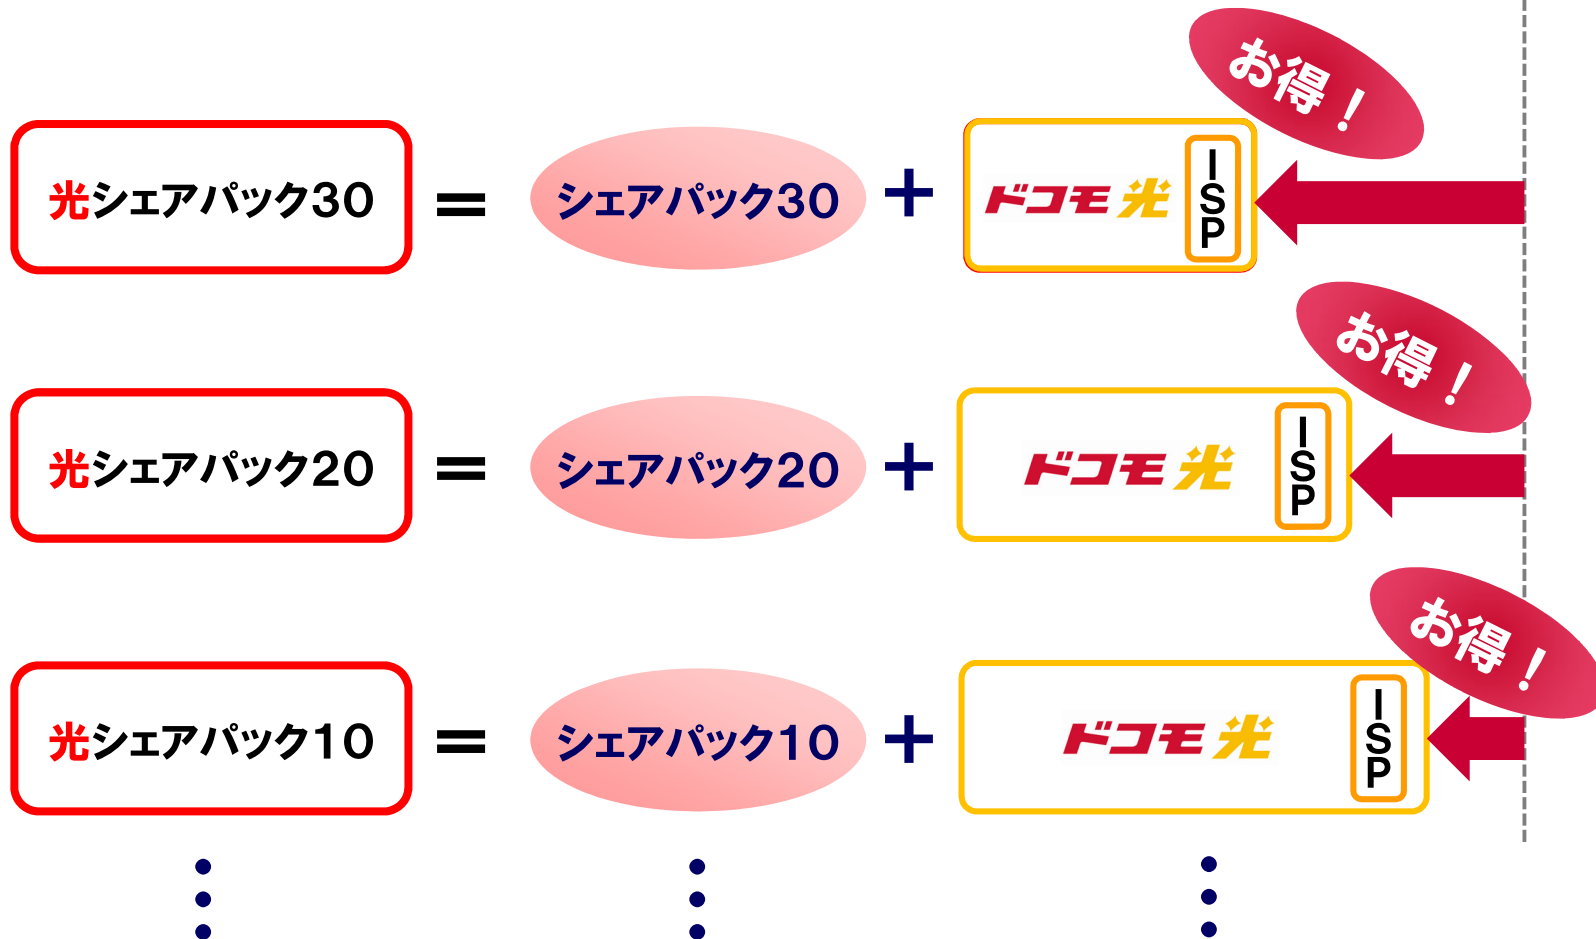 お得！
光シェアパック30 = シェアパック30 + ドコモ光 ISP
お得！
光シェアパック20 = シェアパック20 + ドコモ光 ISP
お得！
光シェアパック10 = シェアパック10 + ドコモ光 ISP